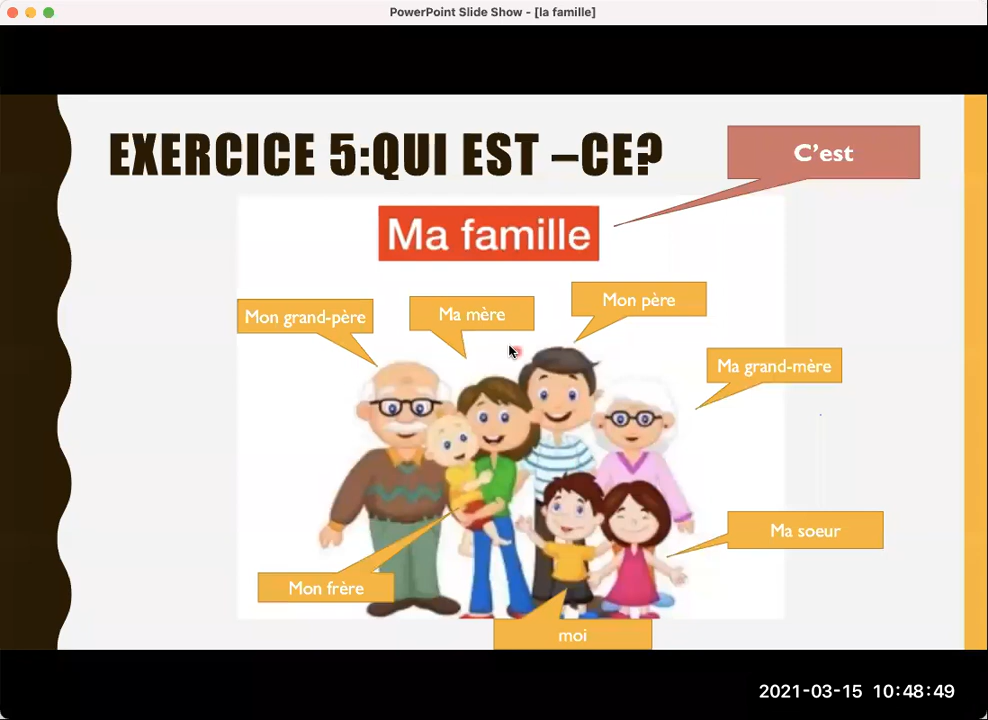 PowerPoint Slide Show - [la famille]
EXERCICE 5:QUI EST –CE?
C'est
Ma famille
Mon grand-père
Ma mère
Mon père
Ma grand-mère
Ma soeur
Mon frère
moi
2021-03-15 10:48:49